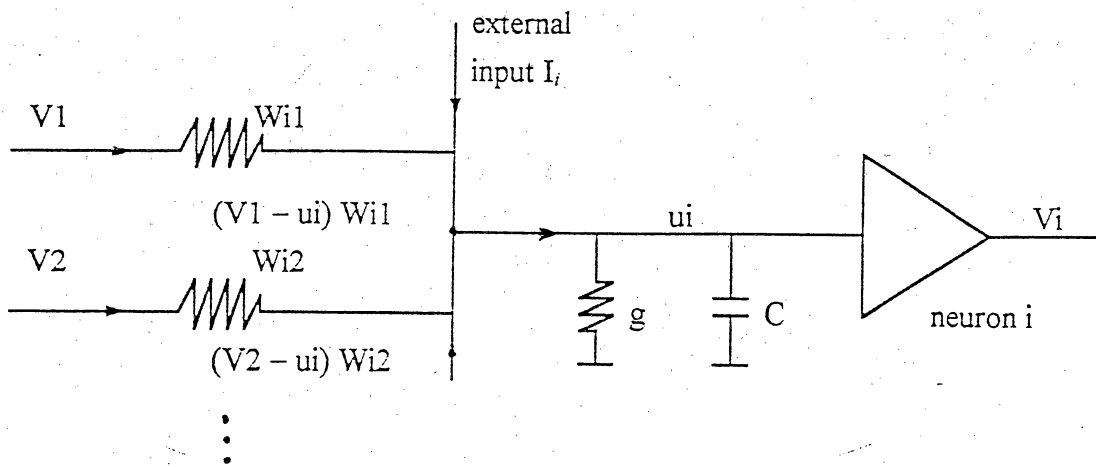 external
input Ii
V1
Wi1
(V1 – ui) Wi1
ui
Vi
V2
Wi2
g
C
neuron i
(V2 – ui) Wi2